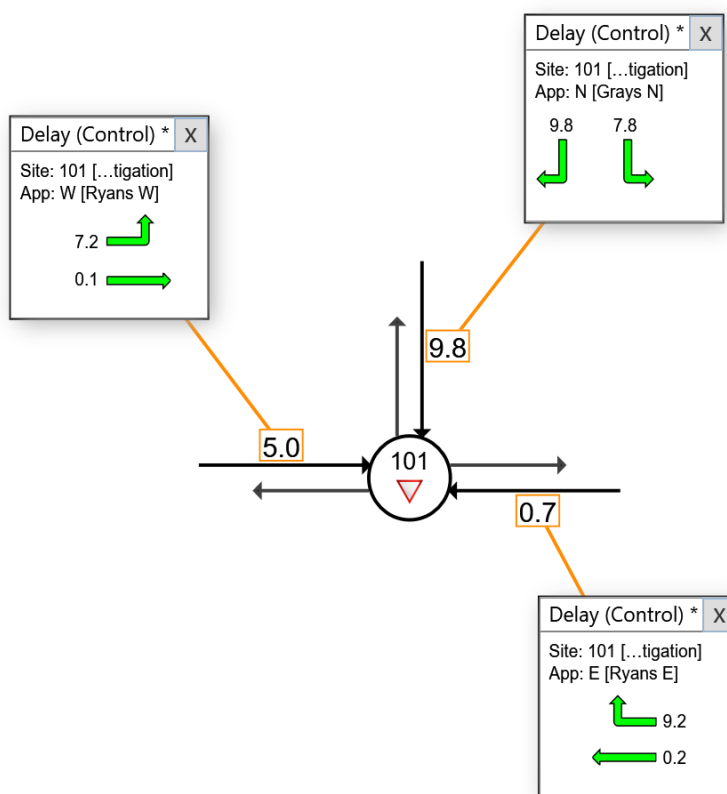 Delay (Control) * X
Site: 101 [...tigation]
App: N [Grays N]
9.8 7.8
Delay (Control) * X
Site: 101 [...tigation]
App: W [Ryans W]
7.2
0.1
9.8
5.0
101
0.7
Delay (Control) * X
Site: 101 [...tigation]
App: E [Ryans E]
9.2
0.2